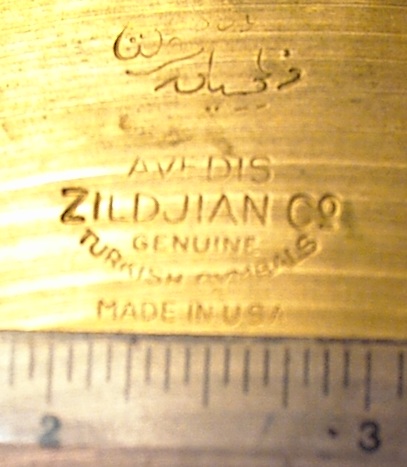 AVEDIS
ZILDJIAN Co
GENUINE
TURKISH CYMBALS
MADE IN USA
2 3